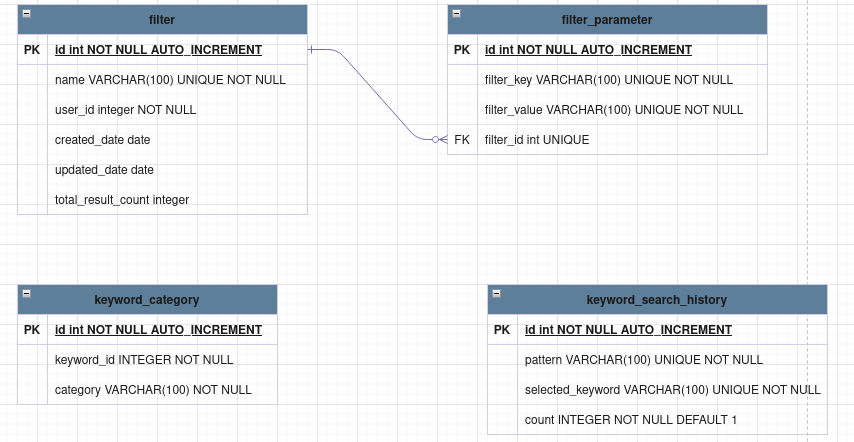 filter
PK id int NOT NULL AUTO_INCREMENT
name VARCHAR(100) UNIQUE NOT NULL
user_id integer NOT NULL
created_date date
updated_date date
total_result_count integer
filter_parameter
PK id int NOT NULL AUTO_INCREMENT
filter_key VARCHAR(100) UNIQUE NOT NULL
filter_value VARCHAR(100) UNIQUE NOT NULL
FK filter_id int UNIQUE
keyword_category
PK id int NOT NULL AUTO_INCREMENT
keyword_id INTEGER NOT NULL
category VARCHAR(100) NOT NULL
keyword_search_history
PK id int NOT NULL AUTO_INCREMENT
pattern VARCHAR(100) UNIQUE NOT NULL
selected_keyword VARCHAR(100) UNIQUE NOT NULL
count INTEGER NOT NULL DEFAULT 1